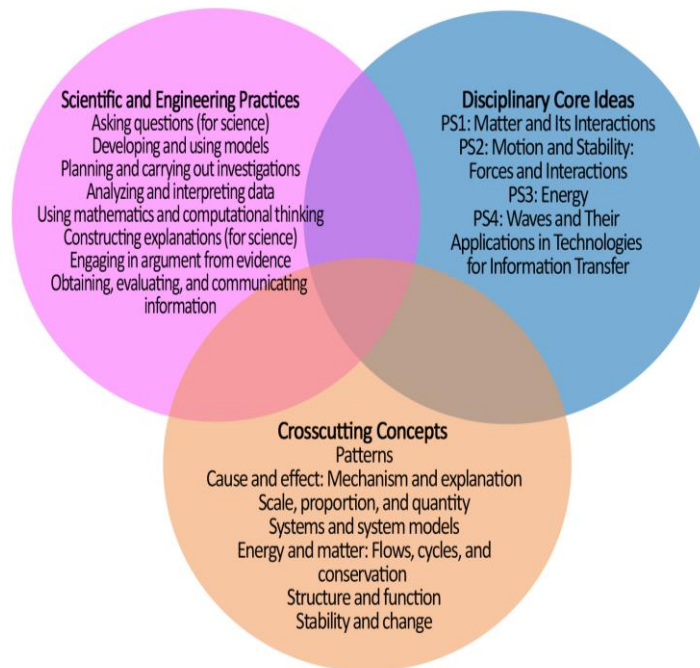 Scientific and Engineering Practices
Asking questions (for science)
Developing and using models
Planning and carrying out investigations
Analyzing and interpreting data
Using mathematics and computational thinking
Constructing explanations (for science)
Engaging in argument from evidence
Obtaining, evaluating, and communicating
information
Disciplinary Core Ideas
PS1: Matter and Its Interactions
PS2: Motion and Stability:
Forces and Interactions
PS3: Energy
PS4: Waves and Their
Applications in Technologies
for Information Transfer
Crosscutting Concepts
Patterns
Cause and effect: Mechanism and explanation
Scale, proportion, and quantity
Systems and system models
Energy and matter: Flows, cycles, and
conservation
Structure and function
Stability and change